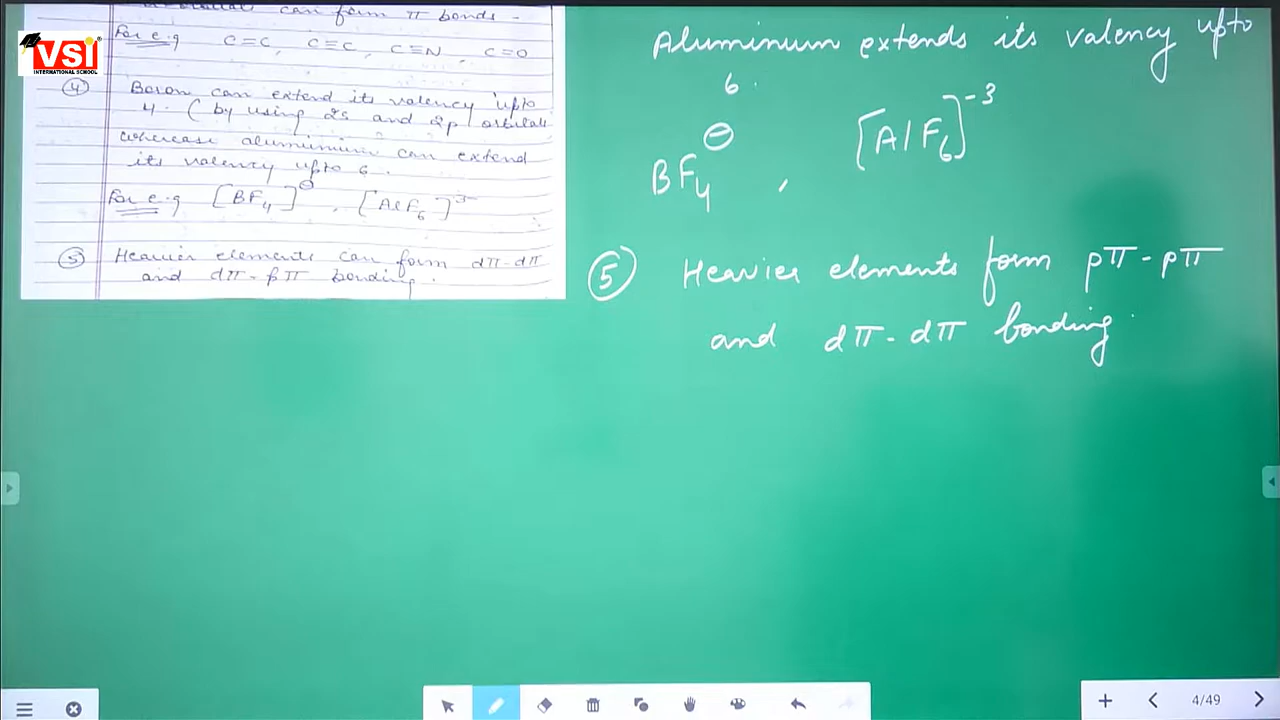 can form π bonds -
For e.g C=C, C≡C, C≡N, C=O
VSI
INTERNATIONAL SCHOOL
④ Boron can extend its valency upto
4. (by using 2s and 2p orbitals
wherease aluminium can extend
its valency upto 6.
For e.g [BF4]⊖, [AlF6]3-
⑤ Heavier elements can form dπ-dπ
and dπ-pπ bonding.
Aluminum extends its valency upto
6.
BF4⊖, [AlF6]-3
⑤ Heavier elements form pπ-pπ
and dπ-dπ bonding
4/49